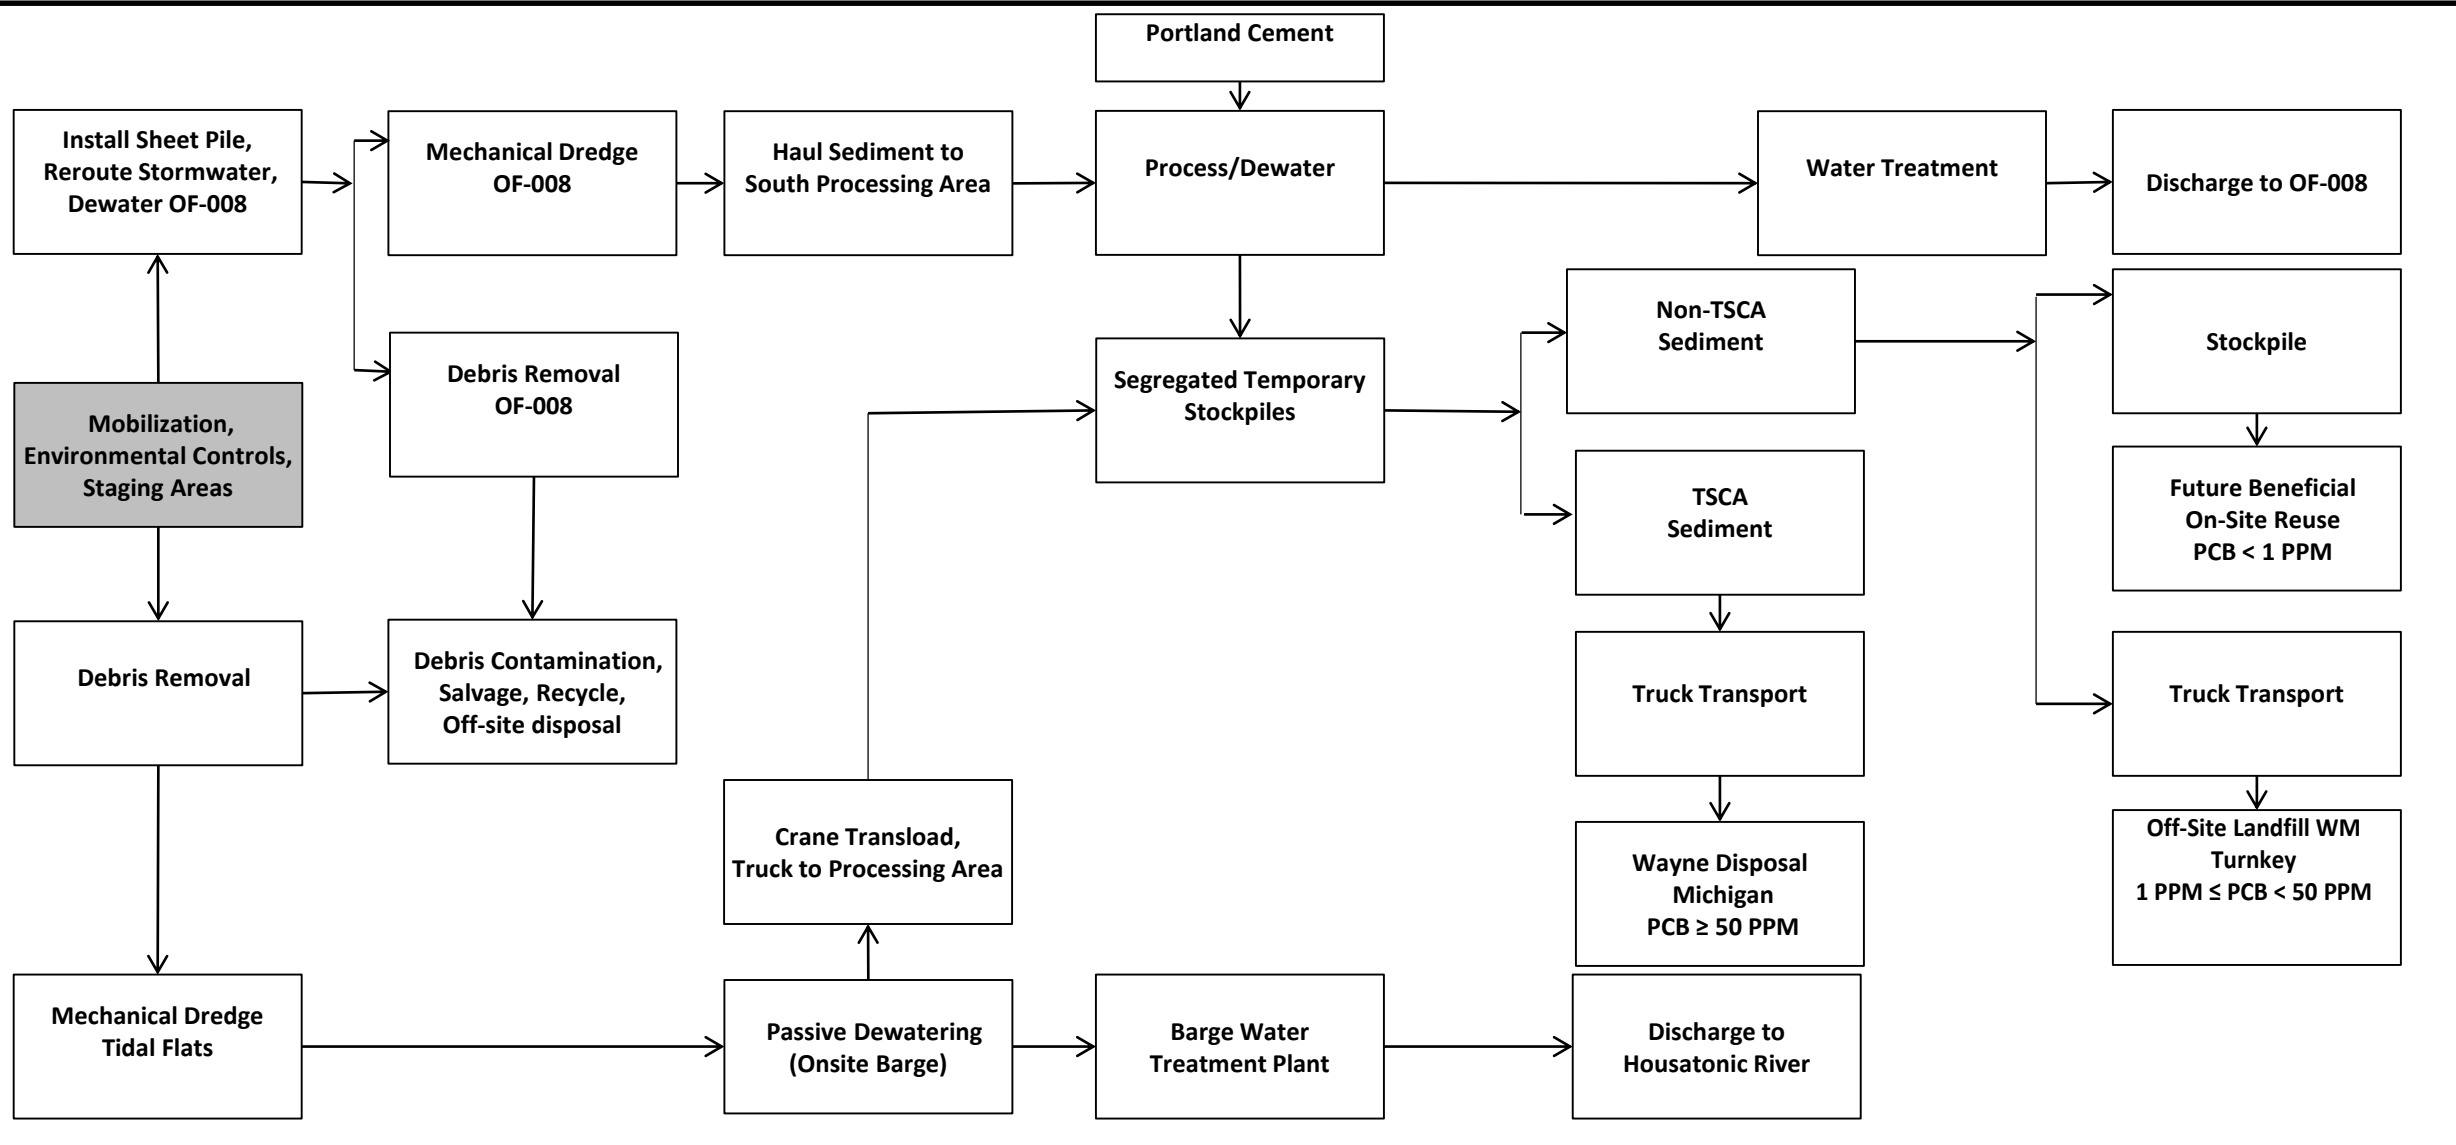 Portland Cement
Install Sheet Pile,
Reroute Stormwater,
Dewater OF-008
Mechanical Dredge
OF-008
Haul Sediment to
South Processing Area
Process/Dewater
Water Treatment
Discharge to OF-008
Mobilization,
Environmental Controls,
Staging Areas
Debris Removal
OF-008
Segregated Temporary
Stockpiles
Non-TSCA
Sediment
Stockpile
TSCA
Sediment
Future Beneficial
On-Site Reuse
PCB < 1 PPM
Debris Removal
Debris Contamination,
Salvage, Recycle,
Off-site disposal
Truck Transport
Truck Transport
Crane Transload,
Truck to Processing Area
Wayne Disposal
Michigan
PCB ≥ 50 PPM
Off-Site Landfill WM
Turnkey
1 PPM ≤ PCB < 50 PPM
Mechanical Dredge
Tidal Flats
Passive Dewatering
(Onsite Barge)
Barge Water
Treatment Plant
Discharge to
Housatonic River